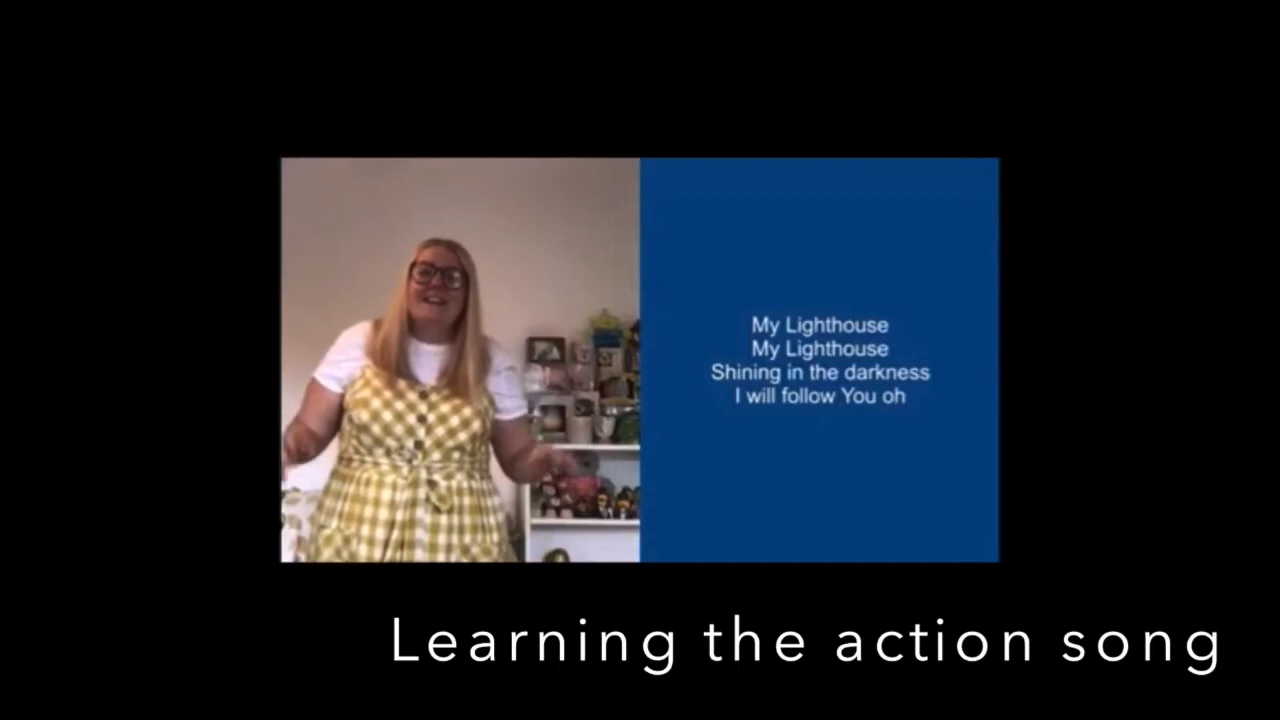 My Lighthouse
My Lighthouse
Shining in the darkness
I will follow You oh
Learning the action song